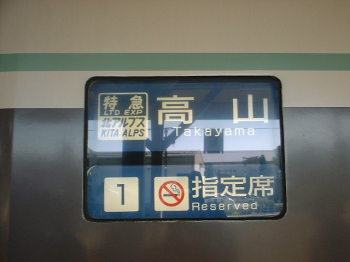 特急
LTD EXP
北アルプス
KITA ALPS
高山
Takayama
1
指定席
Reserved